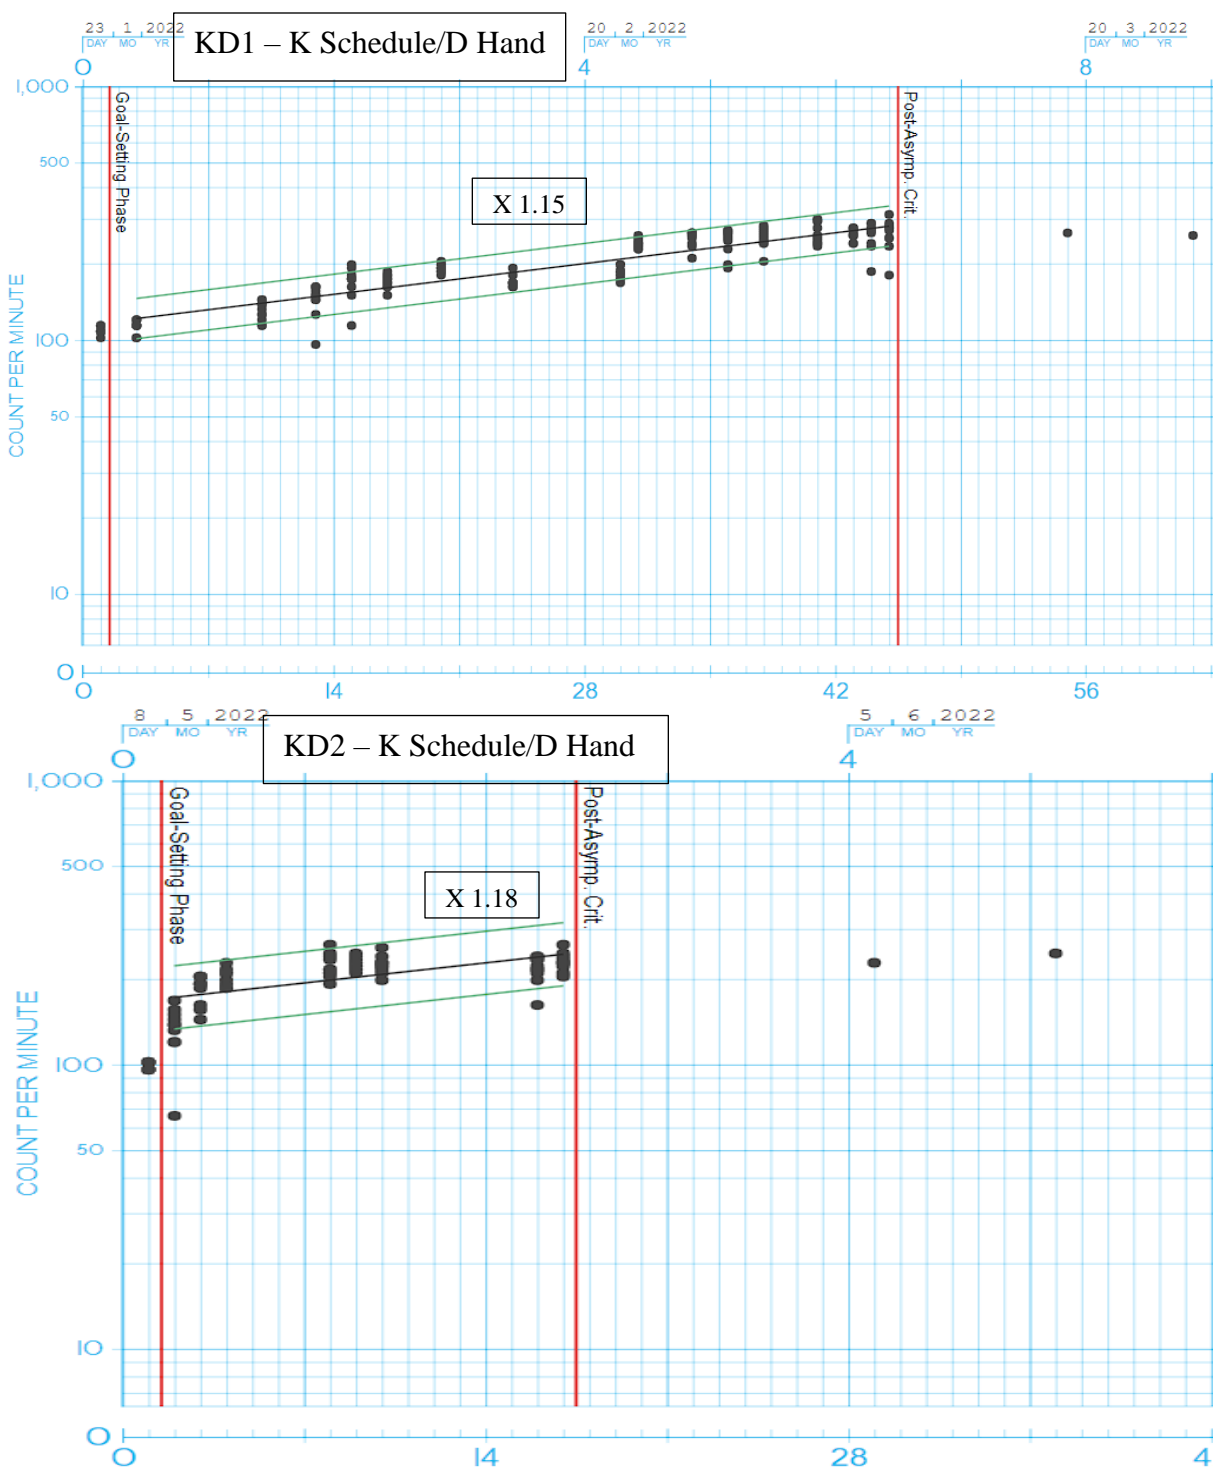 23 1 2022
DAY MO YR
KD1 – K Schedule/D Hand
20 2 2022
DAY MO YR
20 3 2022
DAY MO YR
0 4 8
1,000
500
100
50
10
0
COUNT PER MINUTE
Goal-Setting Phase
X 1.15
Post-Asymp. Crit.
0 14 28 42 56
8 5 2022
DAY MO YR
KD2 – K Schedule/D Hand
5 6 2022
DAY MO YR
0 4
1,000
500
100
50
10
0
COUNT PER MINUTE
Goal-Setting Phase
X 1.18
Post-Asymp. Crit.
0 14 28 4